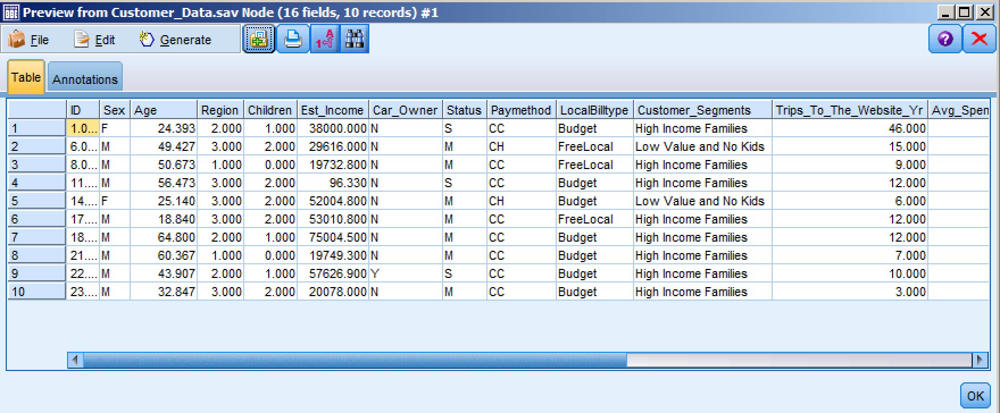 Preview from Customer_Data.sav Node (16 fields, 10 records) #1
File Edit Generate
Table Annotations
ID Sex Age Region Children Est_Income Car_Owner Status Paymethod LocalBilltype Customer_Segments Trips_To_The_Website_Yr Avg_Spen
1 1.0... F 24.393 2.000 1.000 38000.000 N S CC Budget High Income Families 46.000
2 6.0... M 49.427 3.000 2.000 29616.000 N M CH FreeLocal Low Value and No Kids 15.000
3 8.0... M 50.673 1.000 0.000 19732.800 N M CC FreeLocal High Income Families 9.000
4 11.... M 56.473 3.000 2.000 96.330 N S CC Budget High Income Families 12.000
5 14.... F 25.140 3.000 2.000 52004.800 N M CH Budget Low Value and No Kids 6.000
6 17.... M 18.840 3.000 2.000 53010.800 N M CC FreeLocal High Income Families 12.000
7 18.... M 64.800 2.000 1.000 75004.500 N M CC Budget High Income Families 12.000
8 21.... M 60.367 1.000 0.000 19749.300 N M CC Budget High Income Families 7.000
9 22.... M 43.907 2.000 1.000 57626.900 Y S CC Budget High Income Families 10.000
10 23.... M 32.847 3.000 2.000 20078.000 N M CC Budget High Income Families 3.000
OK